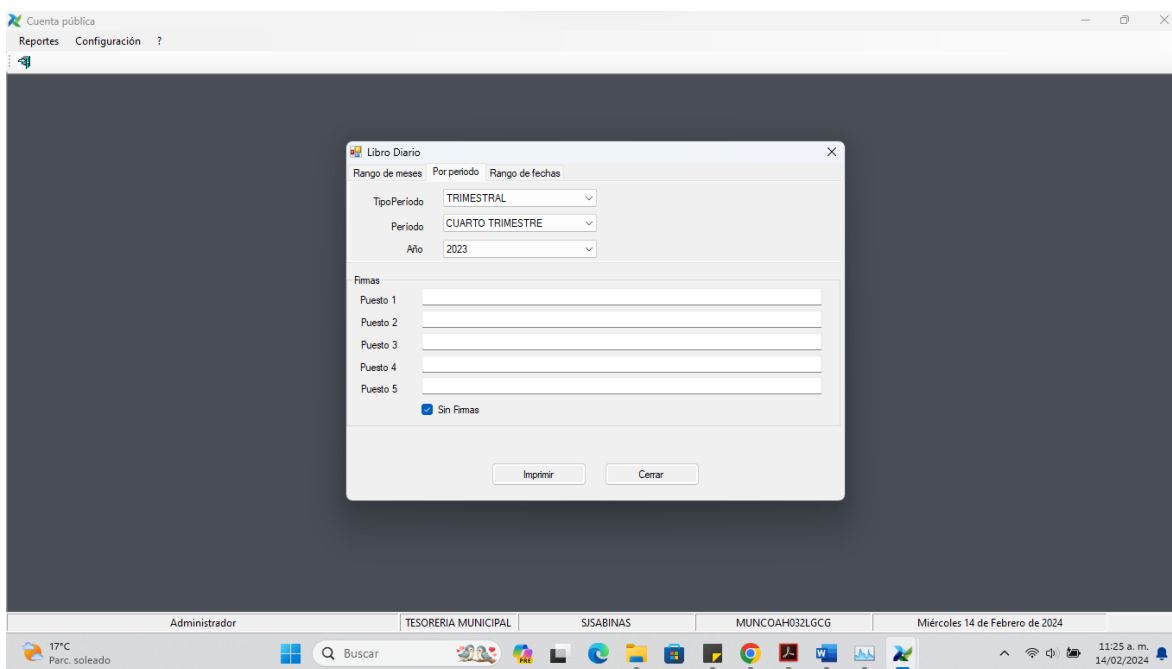 Cuenta pública
Reportes Configuración ?
Libro Diario
Rango de meses Por periodo Rango de fechas
TipoPeríodo TRIMESTRAL
Período CUARTO TRIMESTRE
Año 2023
Firmas
Puesto 1
Puesto 2
Puesto 3
Puesto 4
Puesto 5
Sin Firmas
Imprimir Cerrar
Administrador TESORERIA MUNICIPAL SJSABINAS MUNCOAH032LGCG Miércoles 14 de Febrero de 2024
17°C
Parc. soleado
Buscar
PRE
11:25 a. m.
14/02/2024